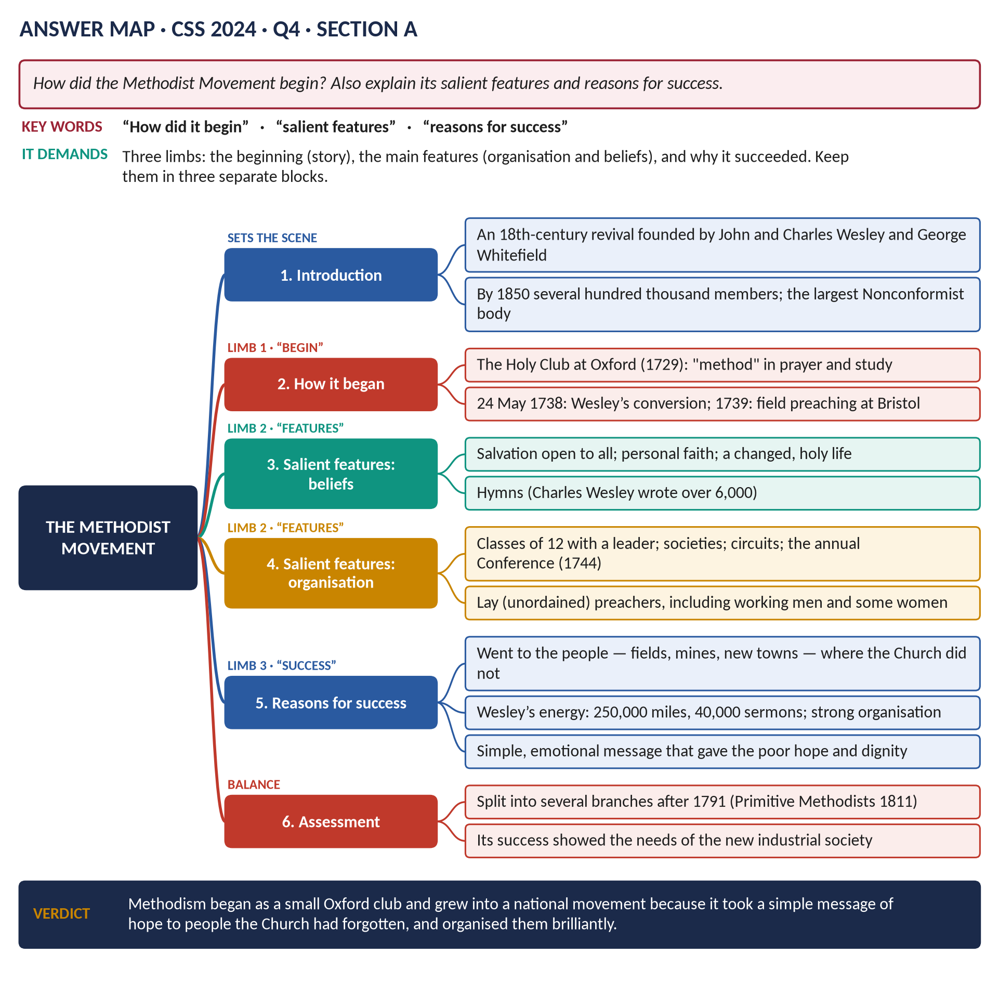 ANSWER MAP · CSS 2024 · Q4 · SECTION A
How did the Methodist Movement begin? Also explain its salient features and reasons for success.
KEY WORDS “How did it begin” · “salient features” · “reasons for success”
IT DEMANDS Three limbs: the beginning (story), the main features (organisation and beliefs), and why it succeeded. Keep
them in three separate blocks.
THE METHODIST
MOVEMENT
SETS THE SCENE
1. Introduction
An 18th-century revival founded by John and Charles Wesley and George
Whitefield
By 1850 several hundred thousand members; the largest Nonconformist
body
LIMB 1 · “BEGIN”
2. How it began
The Holy Club at Oxford (1729): "method" in prayer and study
24 May 1738: Wesley’s conversion; 1739: field preaching at Bristol
LIMB 2 · “FEATURES”
3. Salient features:
beliefs
Salvation open to all; personal faith; a changed, holy life
Hymns (Charles Wesley wrote over 6,000)
LIMB 2 · “FEATURES”
4. Salient features:
organisation
Classes of 12 with a leader; societies; circuits; the annual
Conference (1744)
Lay (unordained) preachers, including working men and some women
LIMB 3 · “SUCCESS”
5. Reasons for success
Went to the people — fields, mines, new towns — where the Church did
not
Wesley’s energy: 250,000 miles, 40,000 sermons; strong organisation
Simple, emotional message that gave the poor hope and dignity
BALANCE
6. Assessment
Split into several branches after 1791 (Primitive Methodists 1811)
Its success showed the needs of the new industrial society
VERDICT Methodism began as a small Oxford club and grew into a national movement because it took a simple message of
hope to people the Church had forgotten, and organised them brilliantly.